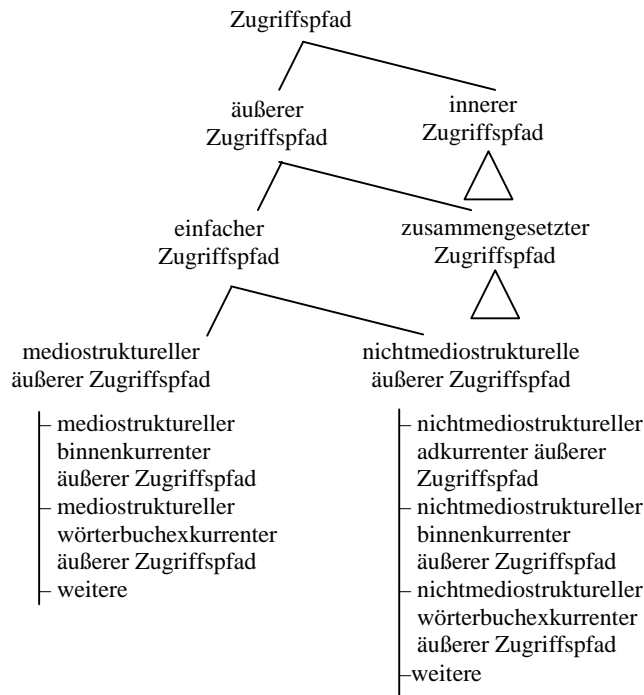 Zugriffspfad
äußerer
Zugriffspfad
innerer
Zugriffspfad
einfacher
Zugriffspfad
zusammengesetzter
Zugriffspfad
mediostruktureller
äußerer Zugriffspfad
nichtmediostrukturelle
äußerer Zugriffspfad
– mediostruktureller
binnenkurrenter
äußerer Zugriffspfad
– mediostruktureller
wörterbuchexkurrenter
äußerer Zugriffspfad
– weitere
– nichtmediostruktureller
adkurrenter äußerer
Zugriffspfad
– nichtmediostruktureller
binnenkurrenter
äußerer Zugriffspfad
– nichtmediostruktureller
wörterbuchexkurrenter
äußerer Zugriffspfad
–weitere